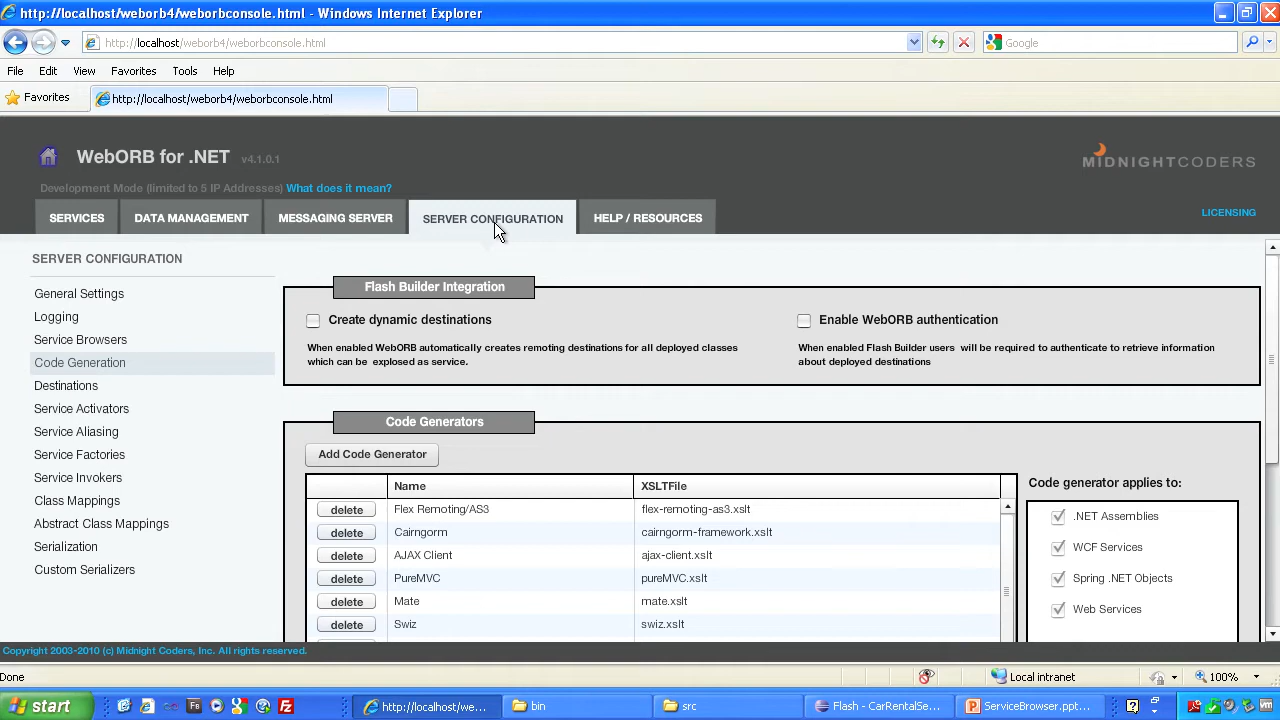 http://localhost/weborb4/weborbconsole.html - Windows Internet Explorer
http://localhost/weborb4/weborbconsole.html
Google
File Edit View Favorites Tools Help
Favorites
http://localhost/weborb4/weborbconsole.html
WebORB for .NET v4.1.0.1
MIDNIGHTCODERS
Development Mode (limited to 5 IP Addresses) What does it mean?
SERVICES DATA MANAGEMENT MESSAGING SERVER SERVER CONFIGURATION HELP / RESOURCES
LICENSING
SERVER CONFIGURATION
General Settings
Logging
Service Browsers
Code Generation
Destinations
Service Activators
Service Aliasing
Service Factories
Service Invokers
Class Mappings
Abstract Class Mappings
Serialization
Custom Serializers
Flash Builder Integration
Create dynamic destinations
When enabled WebORB automatically creates remoting destinations for all deployed classes
which can be explosed as service.
Enable WebORB authentication
When enabled Flash Builder users will be required to authenticate to retrieve information
about deployed destinations
Code Generators
Add Code Generator
Name XSLTFile
delete Flex Remoting/AS3 flex-remoting-as3.xslt
delete Cairngorm cairngorm-framework.xslt
delete AJAX Client ajax-client.xslt
delete PureMVC pureMVC.xslt
delete Mate mate.xslt
delete Swiz swiz.xslt
Code generator applies to:
.NET Assemblies
WCF Services
Spring .NET Objects
Web Services
Copyright 2003-2010 (c) Midnight Coders, Inc. All rights reserved.
Done
Local intranet
100%
start
Fb
http://localhost/we...
bin
src
Flash - CarRentalSe...
ServiceBrowser.ppt...